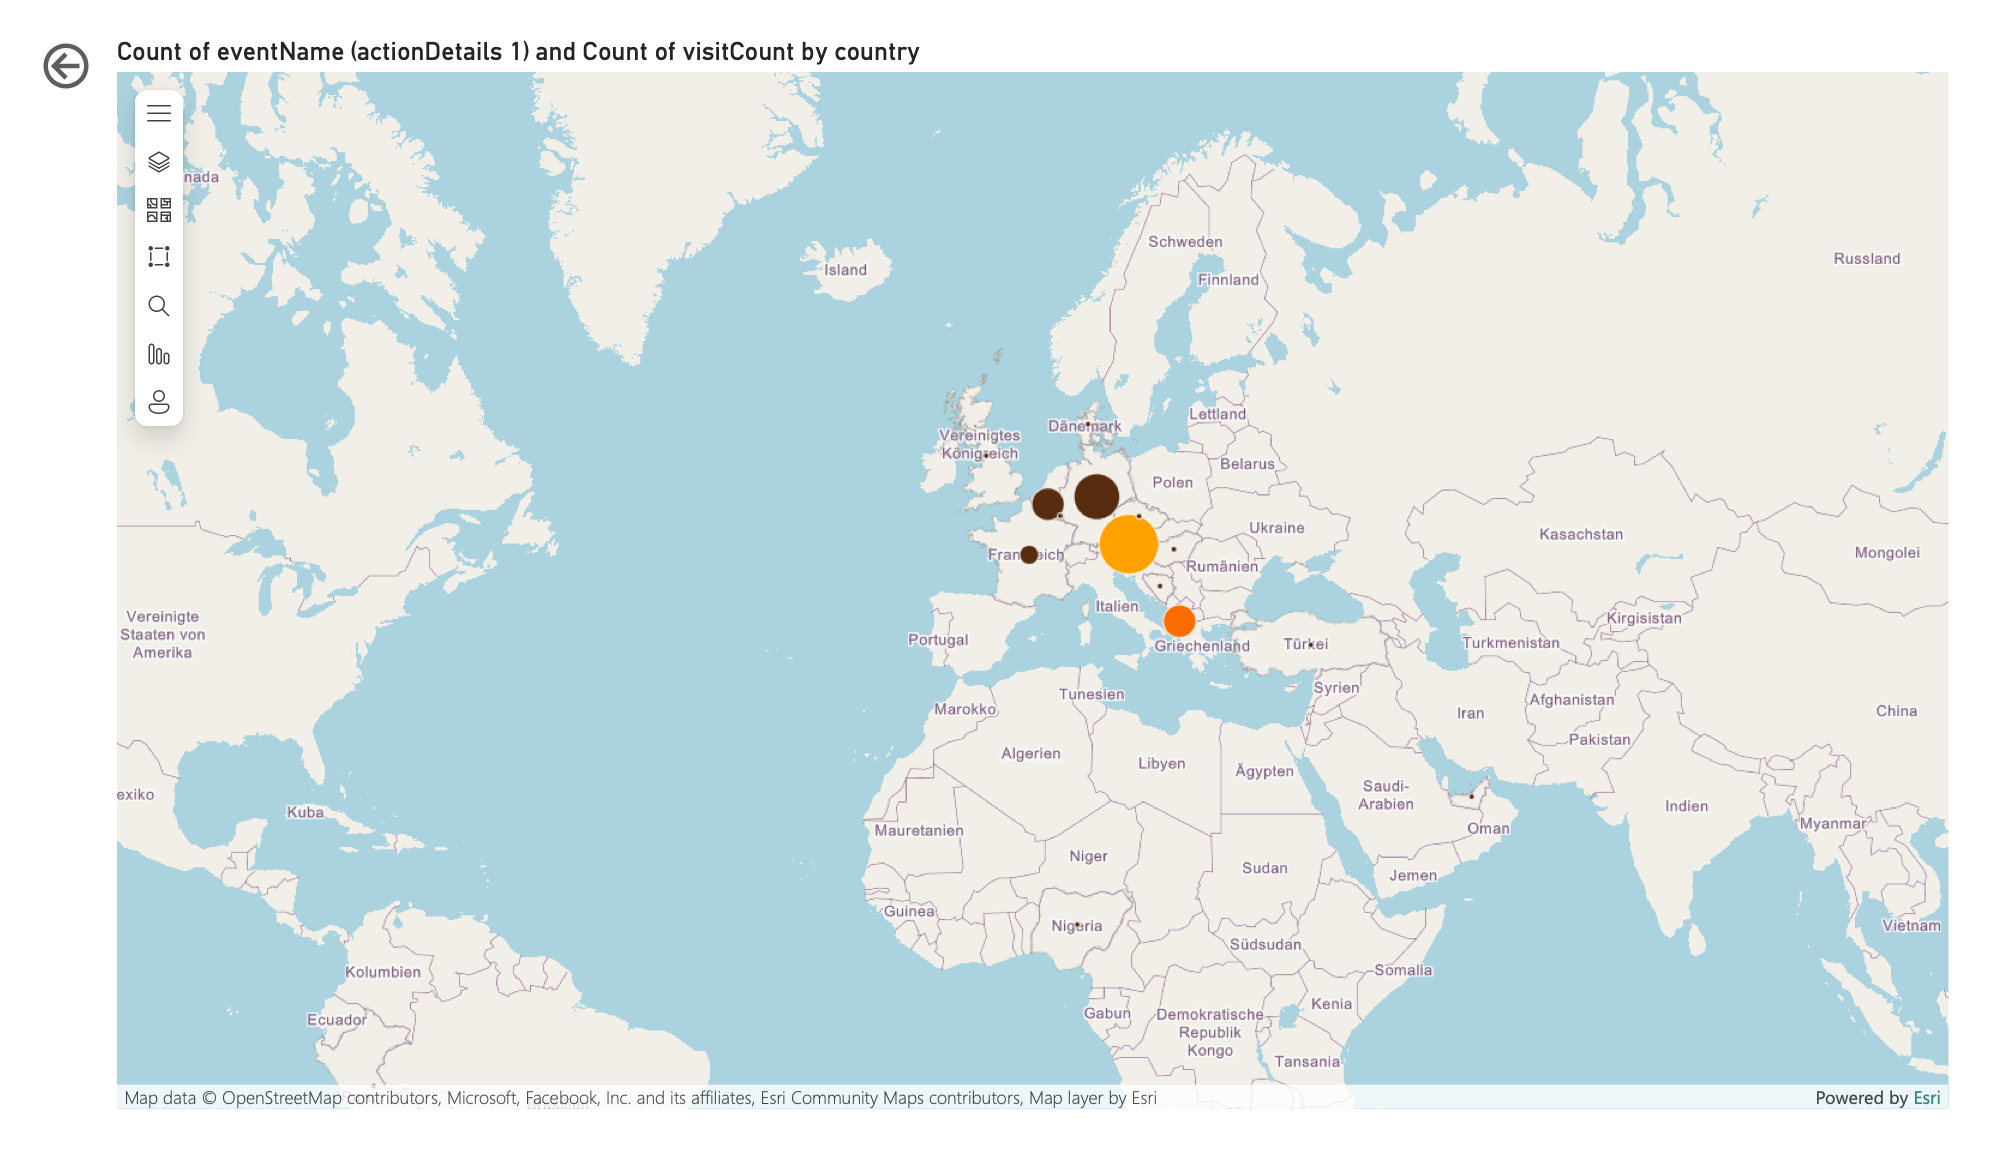 Count of eventName (actionDetails 1) and Count of visitCount by country
nada
Schweden
Russland
Island
Finnland
Lettland
Dänemark
Vereinigtes
Königreich
Belarus
Polen
Ukraine
Kasachstan
Mongolei
Frankreich
Rumänien
Italien
Vereinigte
Staaten von
Amerika
Kirgisistan
Portugal
Griechenland
Türkei
Turkmenistan
Tunesien
Syrien
Afghanistan
Marokko
Iran
China
Pakistan
Algerien
Libyen
Ägypten
Saudi-
Arabien
exiko
Indien
Kuba
Mauretanien
Oman
Myanmar
Niger
Sudan
Jemen
Guinea
Nigeria
Vietnam
Südsudan
Kolumbien
Somalia
Kenia
Ecuador
Gabun
Demokratische
Republik
Kongo
Tansania
Map data © OpenStreetMap contributors, Microsoft, Facebook, Inc. and its affiliates, Esri Community Maps contributors, Map layer by Esri
Powered by Esri